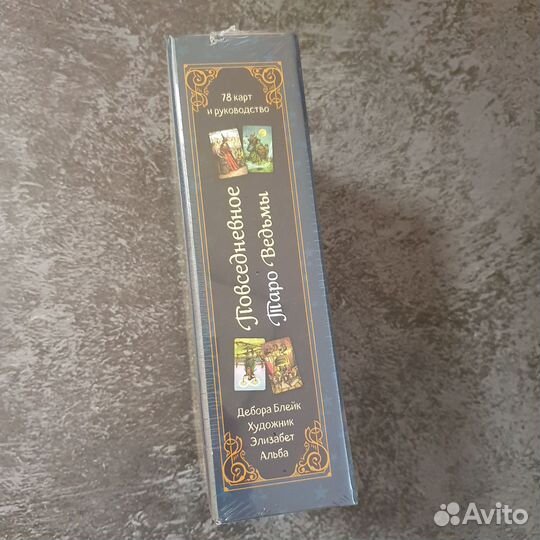 78 карт
и руководство
Повседневное
Таро Ведьмы
Дебора Блейк
Художник
Элизабет
Альба
Avito